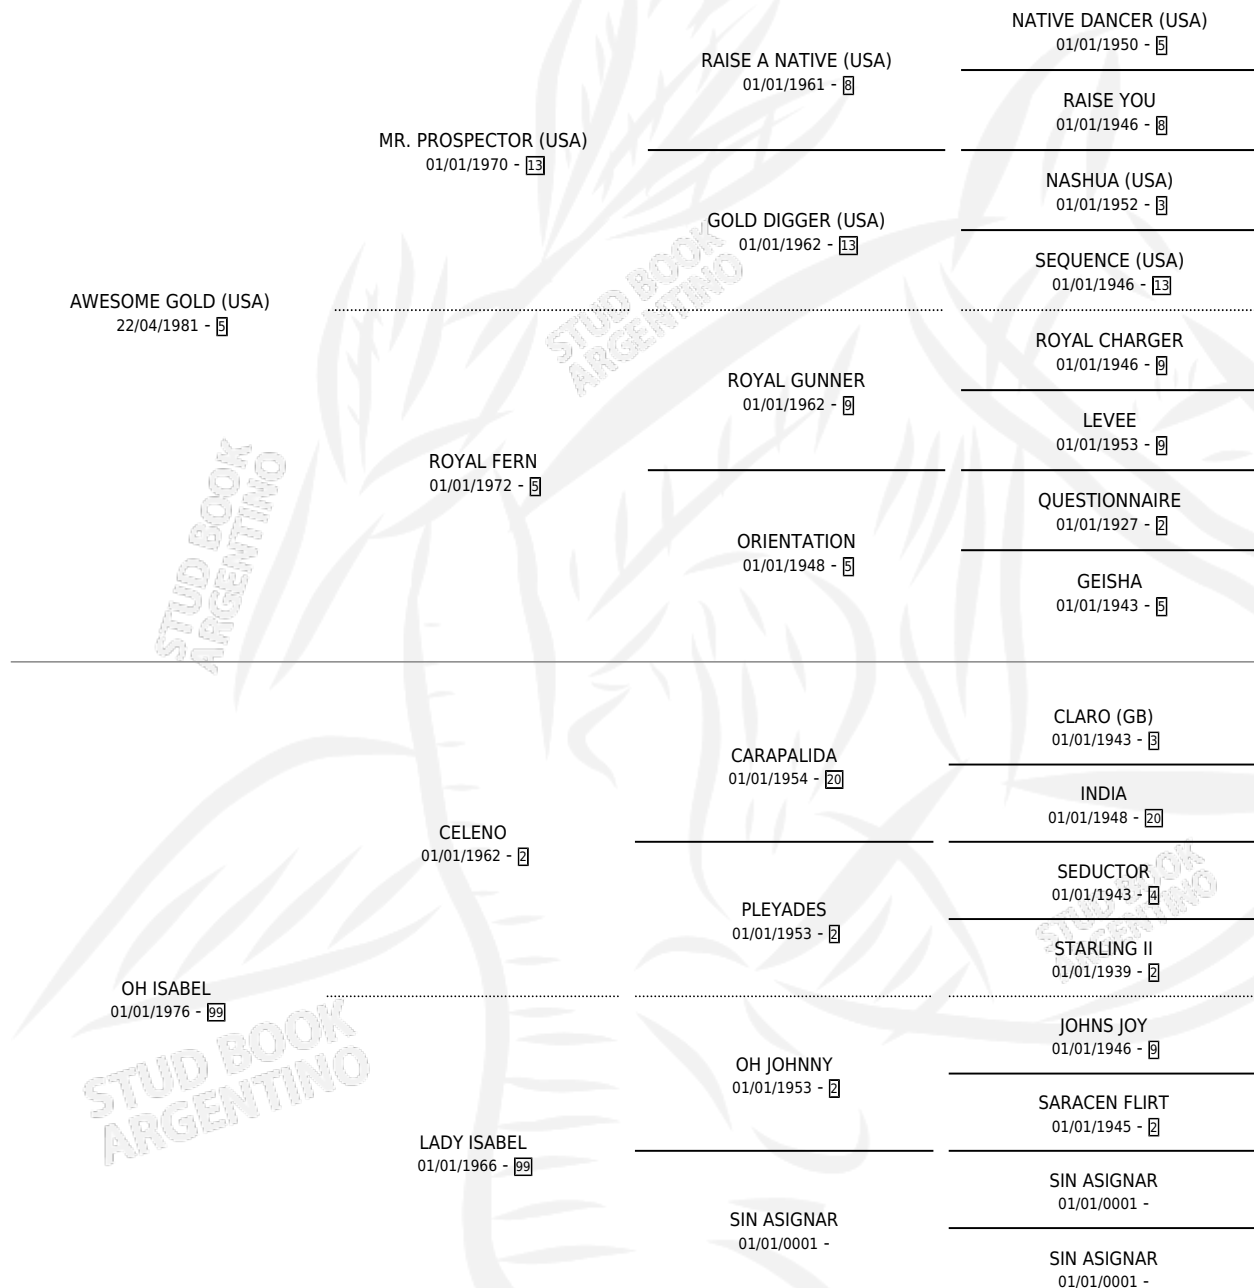 NATIVE DANCER (USA)
01/01/1950 - 5
RAISE A NATIVE (USA)
01/01/1961 - 8
RAISE YOU
01/01/1946 - 8
MR. PROSPECTOR (USA)
01/01/1970 - 13
NASHUA (USA)
01/01/1952 - 3
GOLD DIGGER (USA)
01/01/1962 - 13
SEQUENCE (USA)
01/01/1946 - 13
AWESOME GOLD (USA)
22/04/1981 - 5
ROYAL CHARGER
01/01/1946 - 9
ROYAL GUNNER
01/01/1962 - 9
LEVEE
01/01/1953 - 9
ROYAL FERN
01/01/1972 - 5
QUESTIONNAIRE
01/01/1927 - 2
ORIENTATION
01/01/1948 - 5
GEISHA
01/01/1943 - 5
CLARO (GB)
01/01/1943 - 3
CARAPALIDA
01/01/1954 - 20
INDIA
01/01/1948 - 20
CELENO
01/01/1962 - 2
SEDUCTOR
01/01/1943 - 4
PLEYADES
01/01/1953 - 2
STARLING II
01/01/1939 - 2
OH ISABEL
01/01/1976 - 99
JOHNS JOY
01/01/1946 - 9
OH JOHNNY
01/01/1953 - 2
SARACEN FLIRT
01/01/1945 - 2
LADY ISABEL
01/01/1966 - 99
SIN ASIGNAR
01/01/0001 -
SIN ASIGNAR
01/01/0001 -
SIN ASIGNAR
01/01/0001 -
STUD BOOK
ARGENTINO
STUD BOOK
ARGENTINO
STUD BOOK
ARGENTINO
STUD BOOK
ARGENTINO